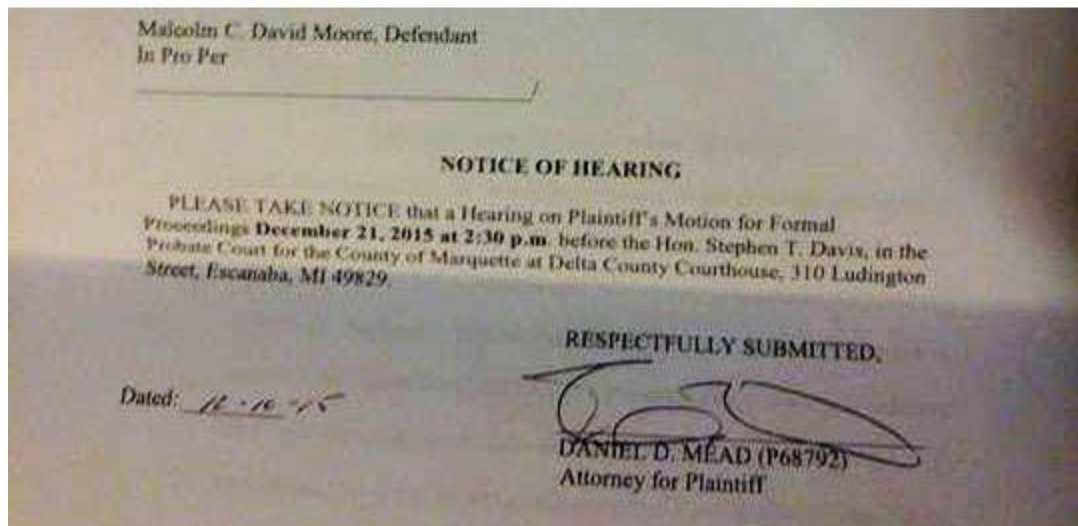 Malcolm C. David Moore, Defendant
In Pro Per
/
NOTICE OF HEARING
PLEASE TAKE NOTICE that a Hearing on Plaintiff's Motion for Formal
Proceedings December 21, 2015 at 2:30 p.m. before the Hon. Stephen T. Davis, in the
Probate Court for the County of Marquette at Delta County Courthouse, 310 Ludington
Street, Escanaba, MI 49829.
RESPECTFULLY SUBMITTED,
Dated: 12-10-15
DANIEL D. MEAD (P68792)
Attorney for Plaintiff